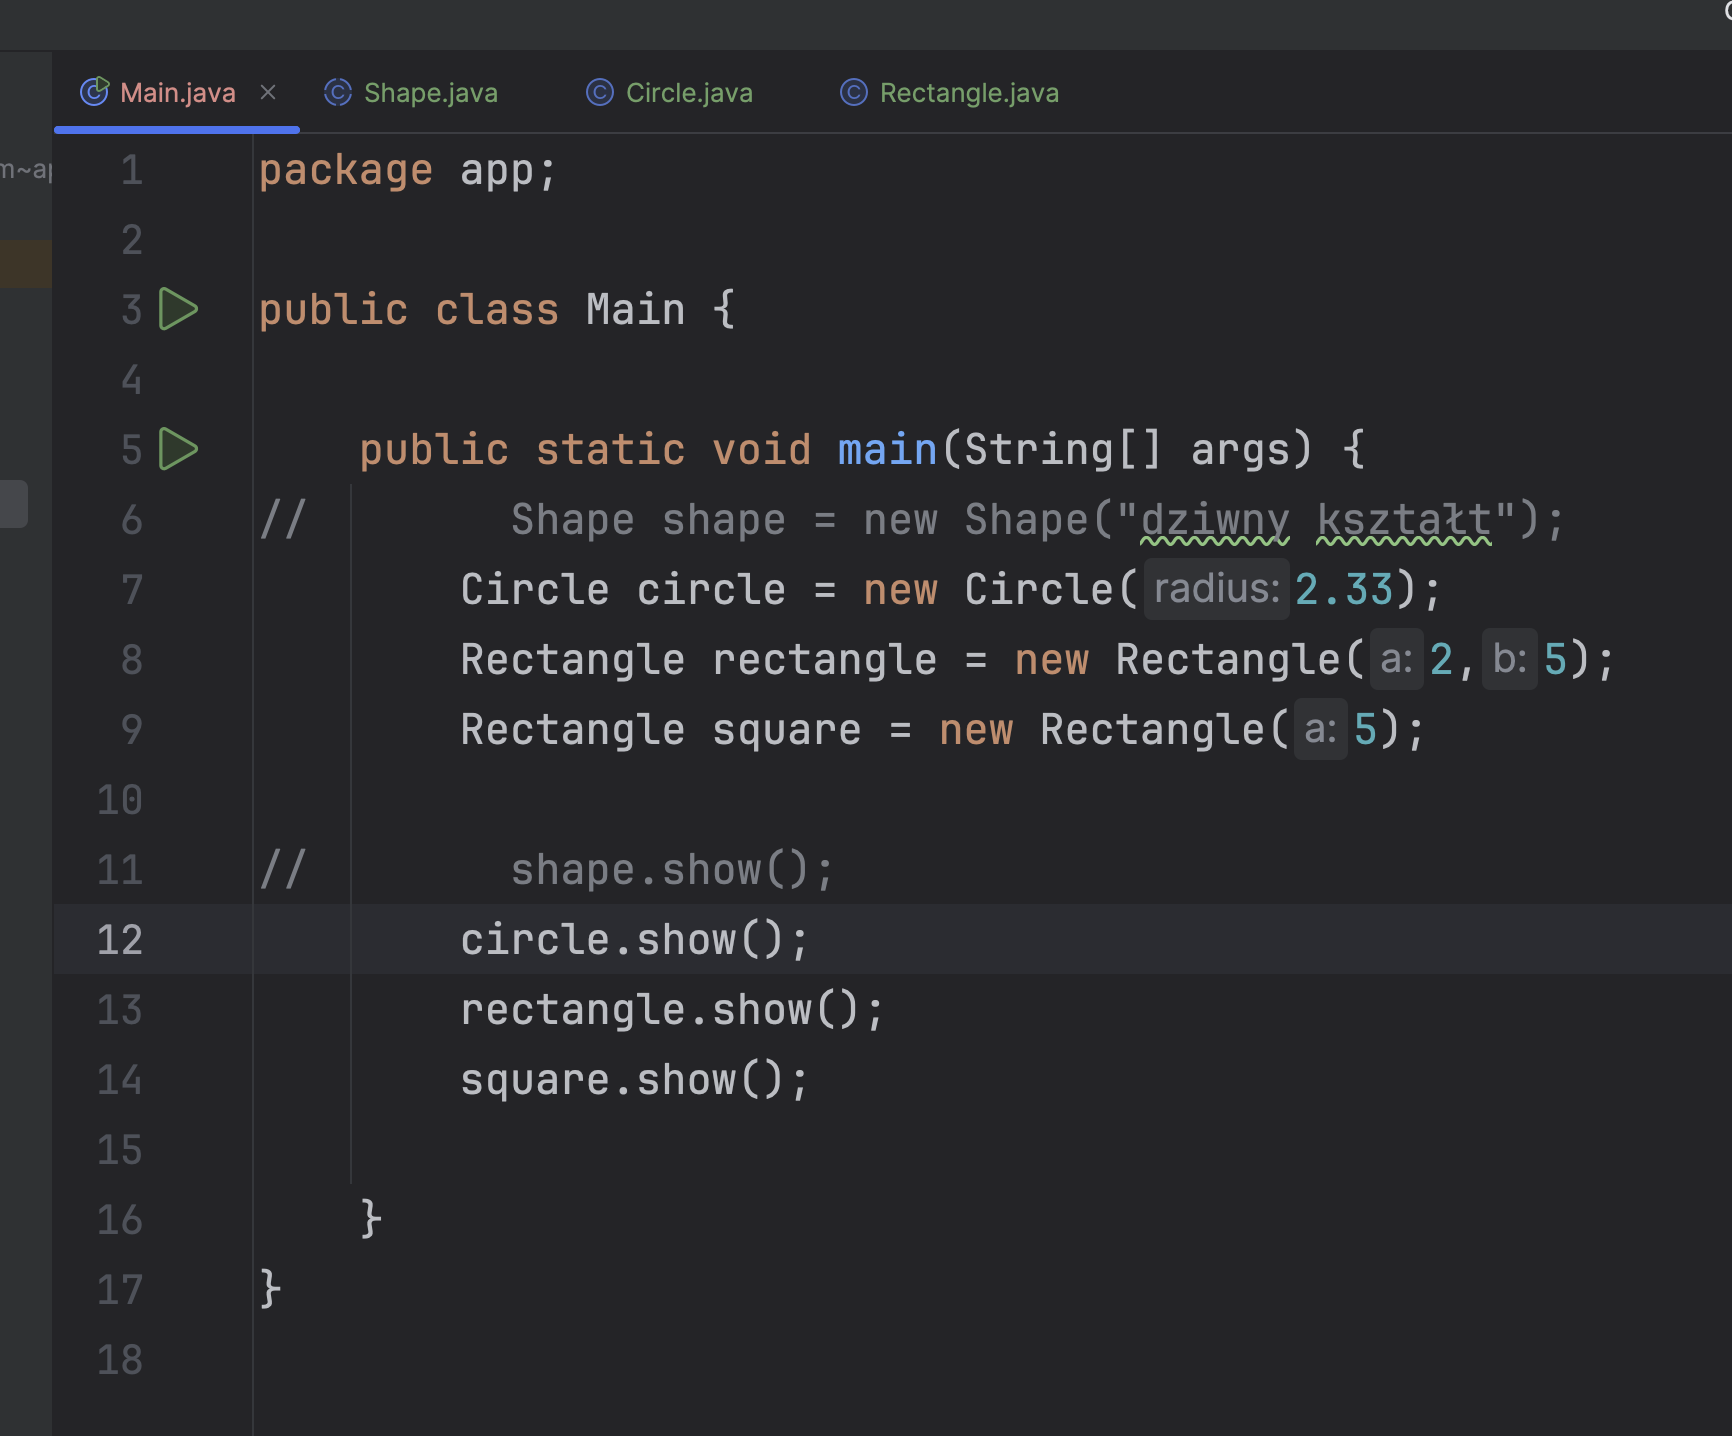 Main.java Shape.java Circle.java Rectangle.java
1 package app;
2
3 public class Main {
4
5 public static void main(String[] args) {
6 // Shape shape = new Shape("dziwny kształt");
7 Circle circle = new Circle( radius: 2.33);
8 Rectangle rectangle = new Rectangle( a: 2, b: 5);
9 Rectangle square = new Rectangle( a: 5);
10
11 // shape.show();
12 circle.show();
13 rectangle.show();
14 square.show();
15
16 }
17 }
18